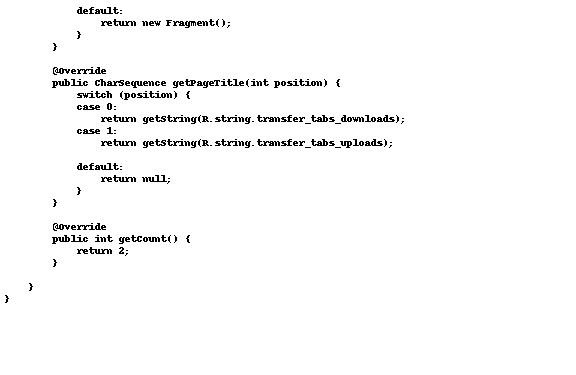 default:
return new Fragment();
}
}
@Override
public CharSequence getPageTitle(int position) {
switch (position) {
case 0:
return getString(R.string.transfer_tabs_downloads);
case 1:
return getString(R.string.transfer_tabs_uploads);
default:
return null;
}
}
@Override
public int getCount() {
return 2;
}
}
}